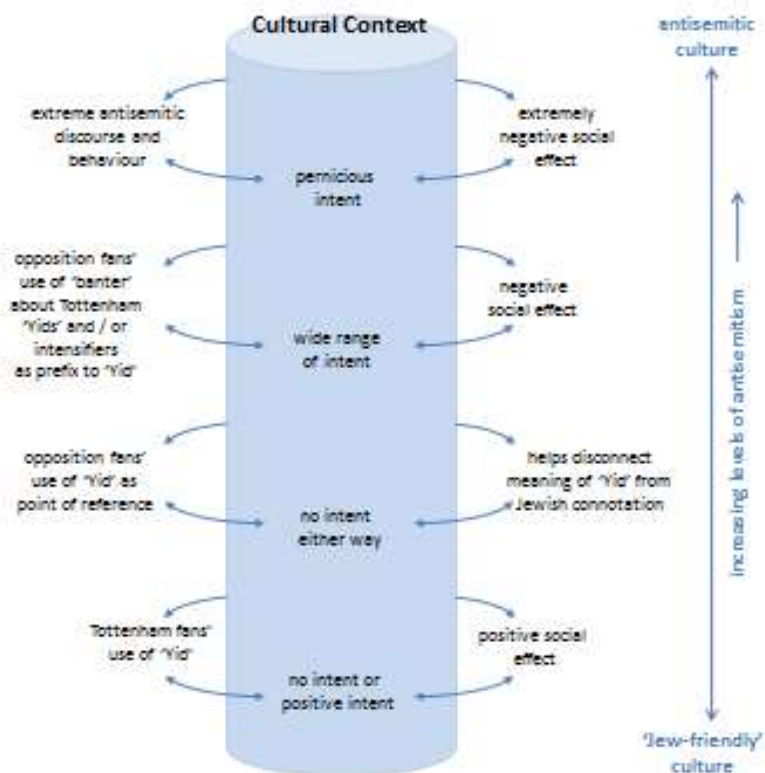 Cultural Context
antisemitic
culture
extreme antisemitic
discourse and
behaviour
extremely
negative social
effect
pernicious
intent
opposition fans'
use of 'banter'
about Tottenham
'Yids' and / or
intensifiers
as prefix to 'Yid'
negative
social effect
wide range
of intent
increasing levels of antisemitism
opposition fans'
use of 'Yid' as
point of reference
helps disconnect
meaning of 'Yid' from
Jewish connotation
no intent
either way
Tottenham fans'
use of 'Yid'
positive social
effect
no intent or
positive intent
'Jew-friendly'
culture